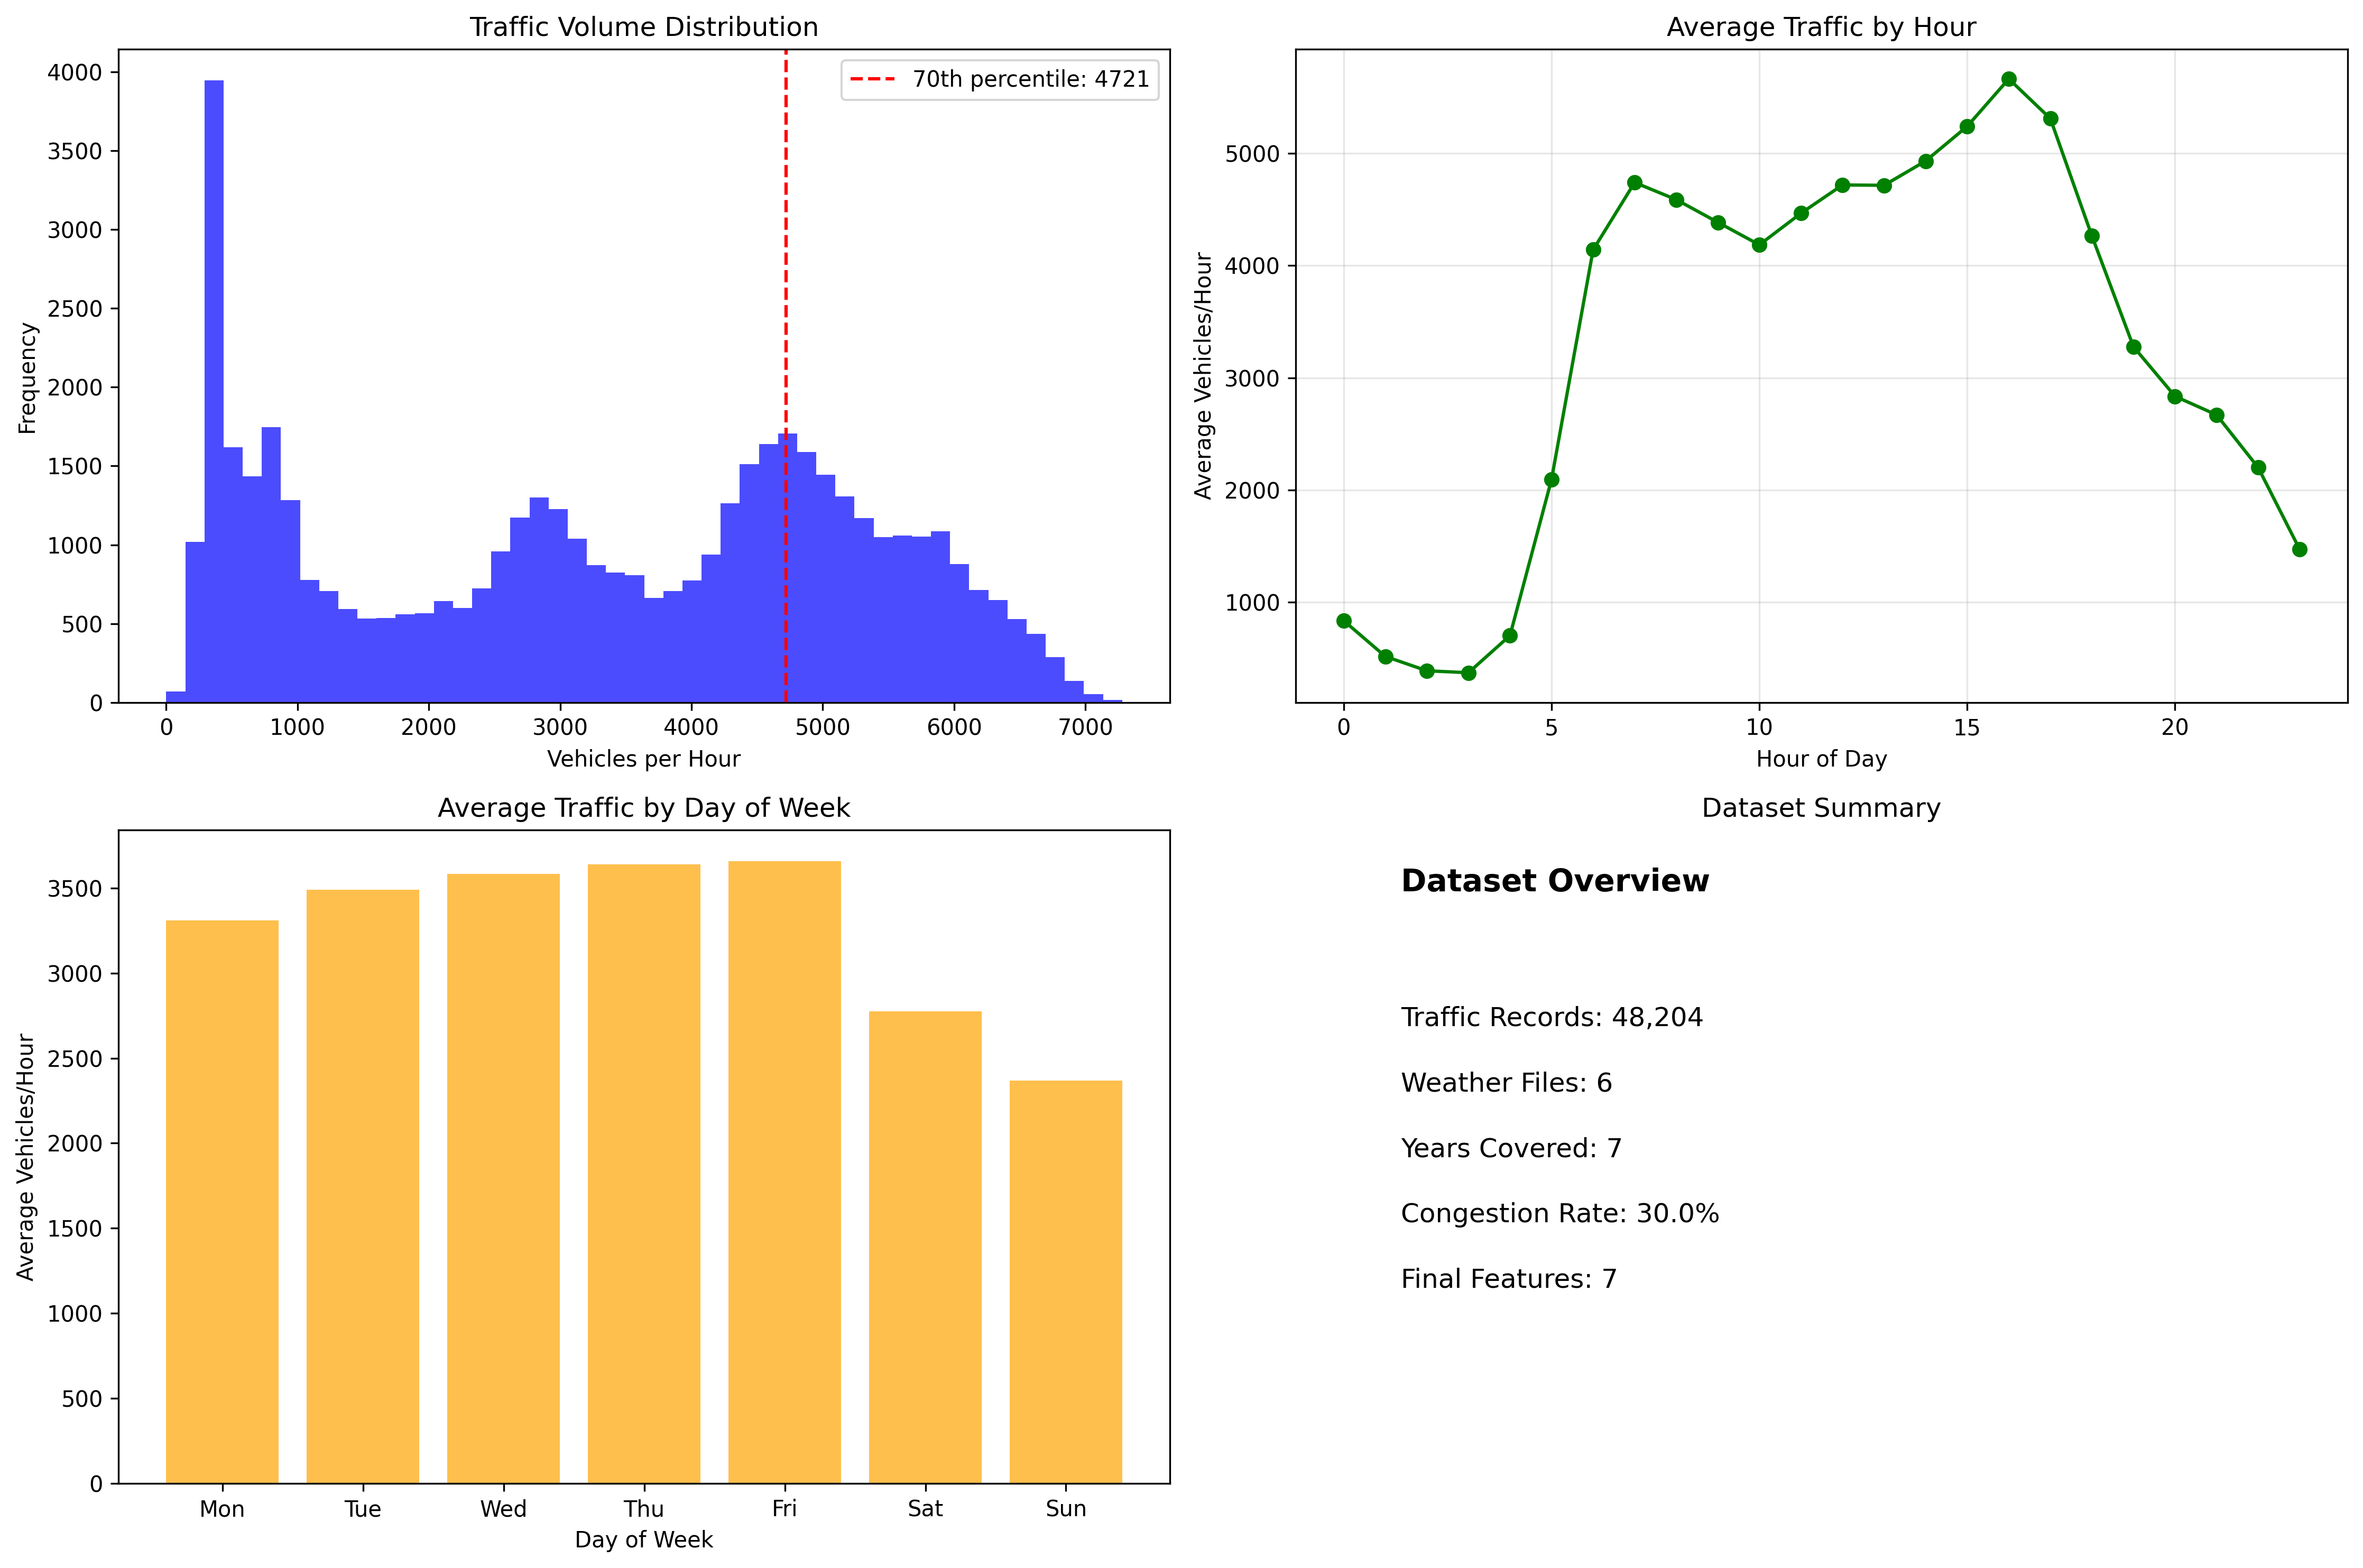 Traffic Volume Distribution
70th percentile: 4721
4000
3500
3000
2500
2000
1500
1000
500
0
Frequency
0 1000 2000 3000 4000 5000 6000 7000
Vehicles per Hour
Average Traffic by Hour
5000
4000
3000
2000
1000
Average Vehicles/Hour
0 5 10 15 20
Hour of Day
Average Traffic by Day of Week
3500
3000
2500
2000
1500
1000
500
0
Average Vehicles/Hour
Mon Tue Wed Thu Fri Sat Sun
Day of Week
Dataset Summary
Dataset Overview
Traffic Records: 48,204
Weather Files: 6
Years Covered: 7
Congestion Rate: 30.0%
Final Features: 7